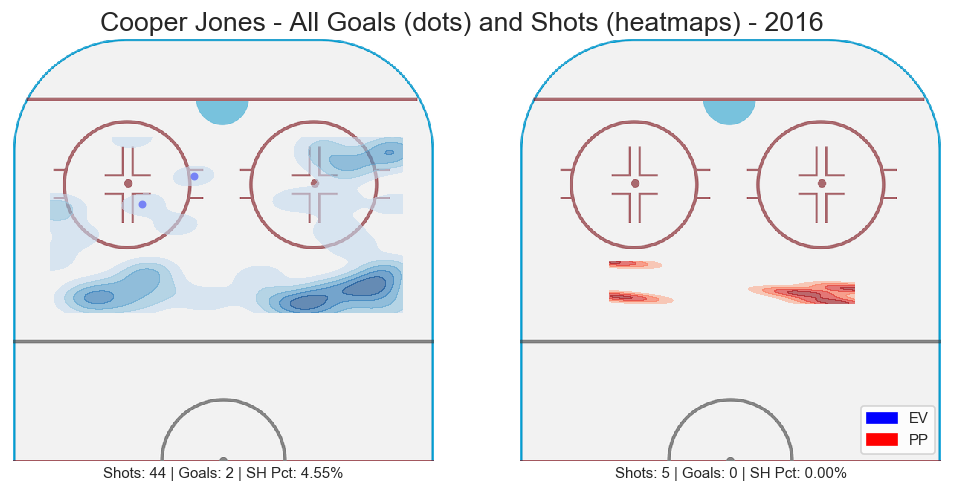 Cooper Jones - All Goals (dots) and Shots (heatmaps) - 2016
EV
PP
Shots: 44 | Goals: 2 | SH Pct: 4.55%
Shots: 5 | Goals: 0 | SH Pct: 0.00%